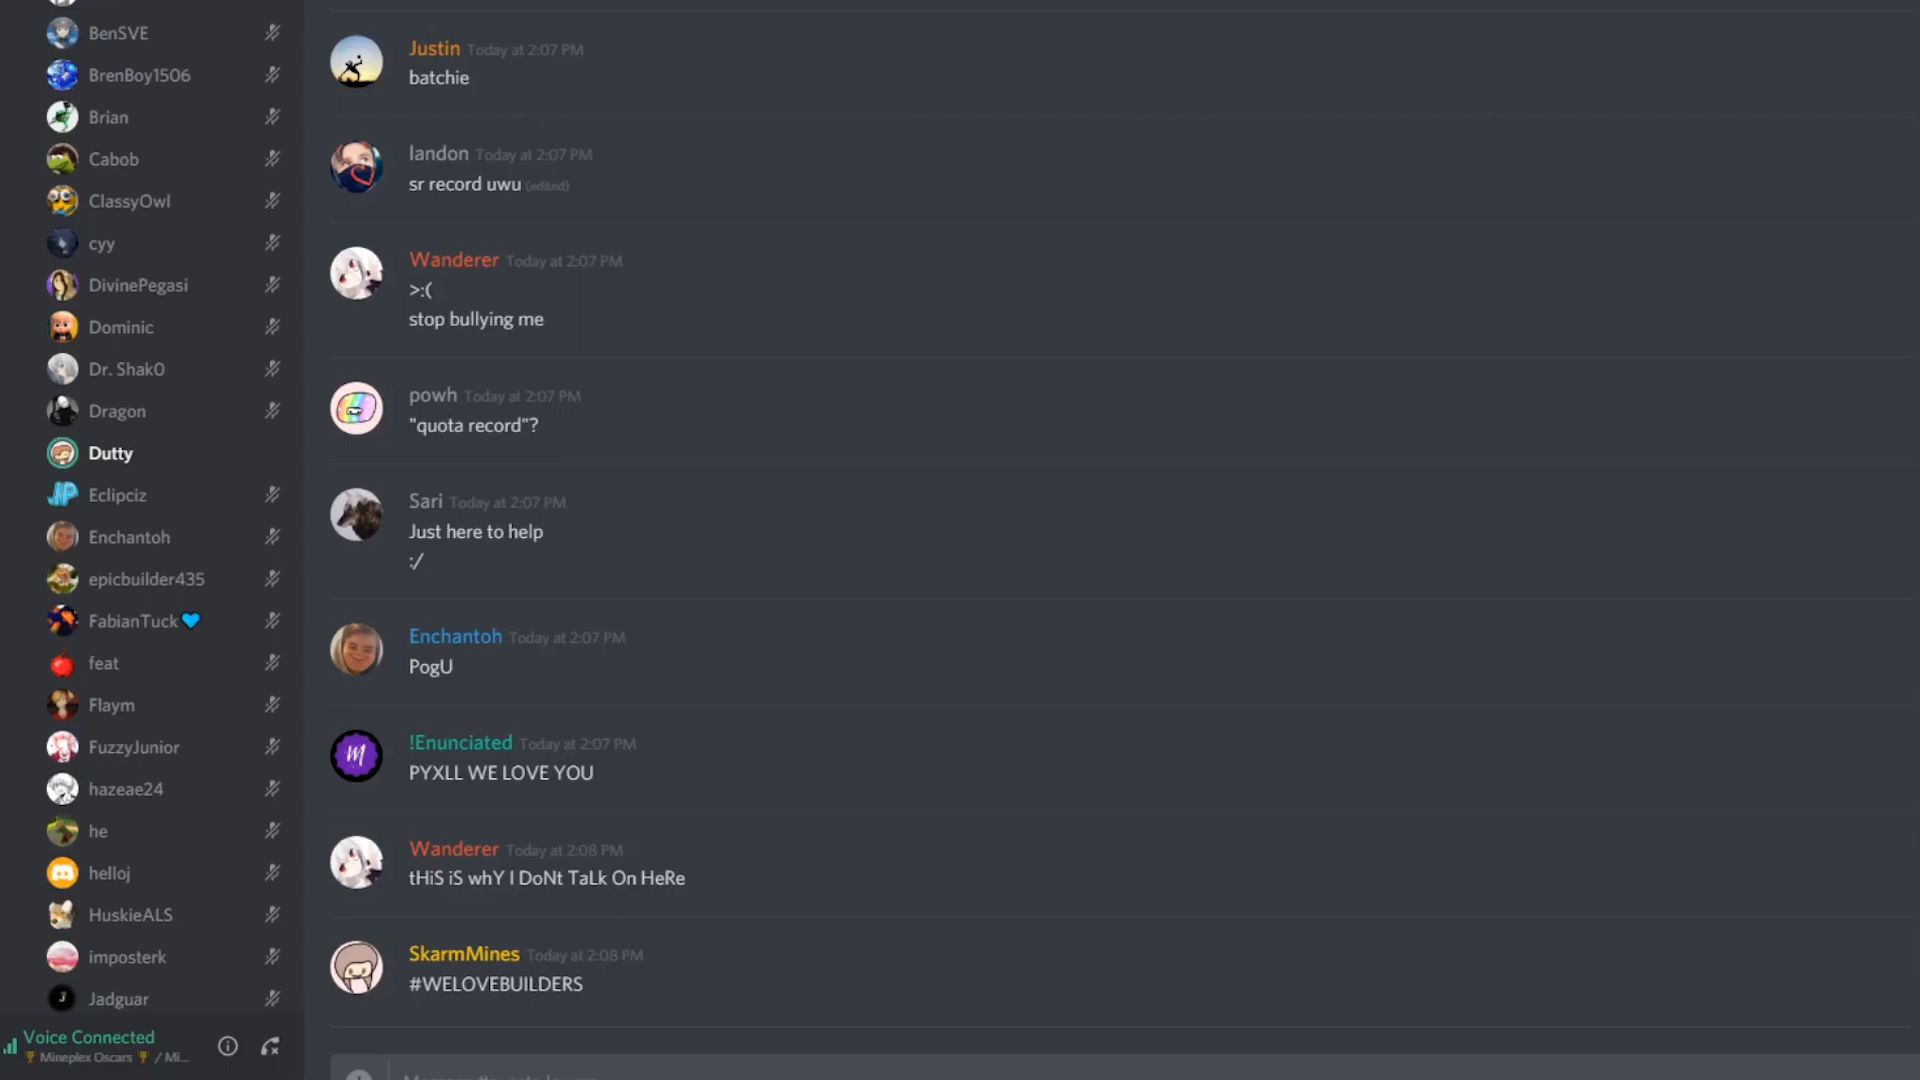 BenSVE
BrenBoy1506
Brian
Cabob
ClassyOwl
cyy
DivinePegasi
Dominic
Dr. Shak0
Dragon
Dutty
Eclipciz
Enchantoh
epicbuilder435
FabianTuck💙
feat
Flaym
FuzzyJunior
hazeae24
he
helloj
HuskieALS
imposterk
Jadguar
Voice Connected
🏆 Mineplex Oscars 🏆 / Mi...
Justin Today at 2:07 PM
batchie
landon Today at 2:07 PM
sr record uwu (edited)
Wanderer Today at 2:07 PM
>:(
stop bullying me
powh Today at 2:07 PM
"quota record"?
Sari Today at 2:07 PM
Just here to help
:/
Enchantoh Today at 2:07 PM
PogU
!Enunciated Today at 2:07 PM
PYXLL WE LOVE YOU
Wanderer Today at 2:08 PM
tHiS iS whY I DoNt TaLk On HeRe
SkarmMines Today at 2:08 PM
#WELOVEBUILDERS